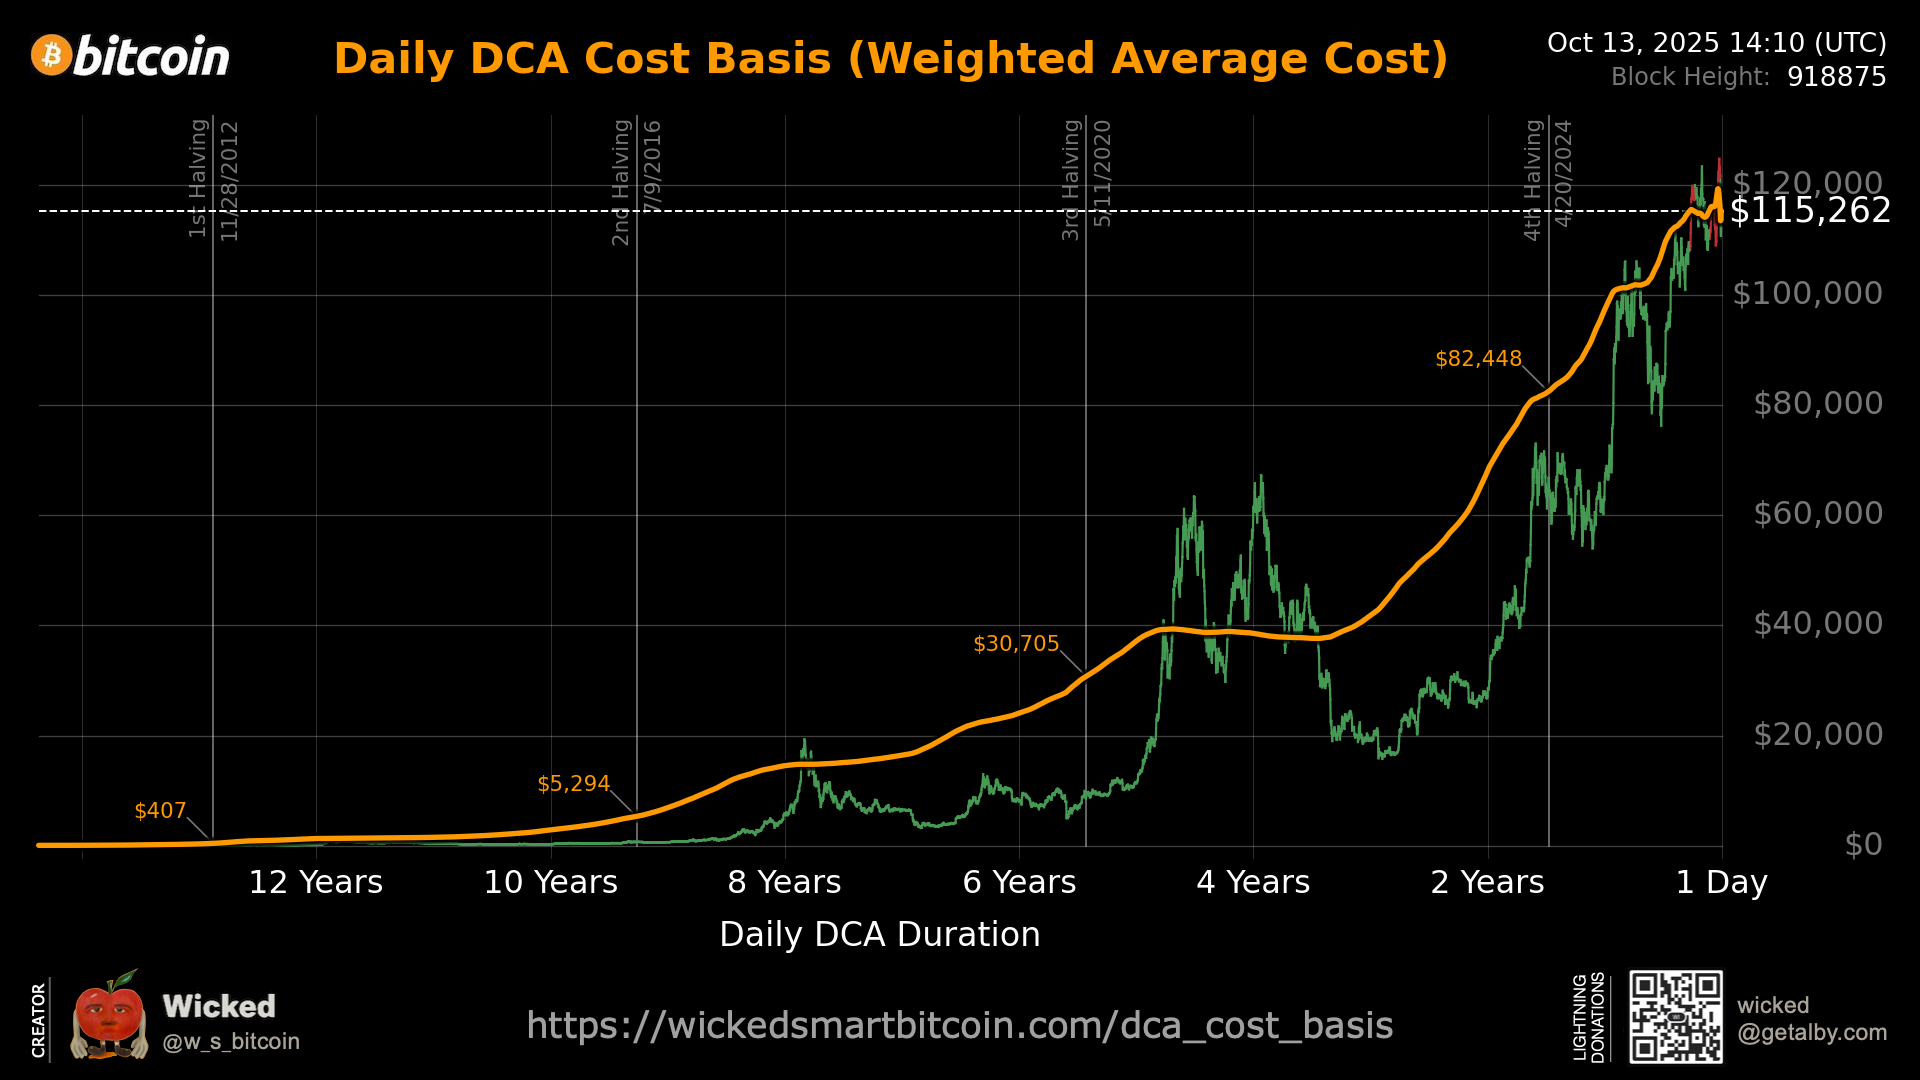 bitcoin
Daily DCA Cost Basis (Weighted Average Cost)
Oct 13, 2025 14:10 (UTC)
Block Height: 918875
1st Halving
11/28/2012
2nd Halving
7/9/2016
3rd Halving
5/11/2020
4th Halving
4/20/2024
$120,000
$115,262
$100,000
$80,000
$60,000
$40,000
$20,000
$0
$82,448
$30,705
$5,294
$407
12 Years
10 Years
8 Years
6 Years
4 Years
2 Years
1 Day
Daily DCA Duration
CREATOR
Wicked
@w_s_bitcoin
https://wickedsmartbitcoin.com/dca_cost_basis
LIGHTNING
DONATIONS
wicked
@getalby.com